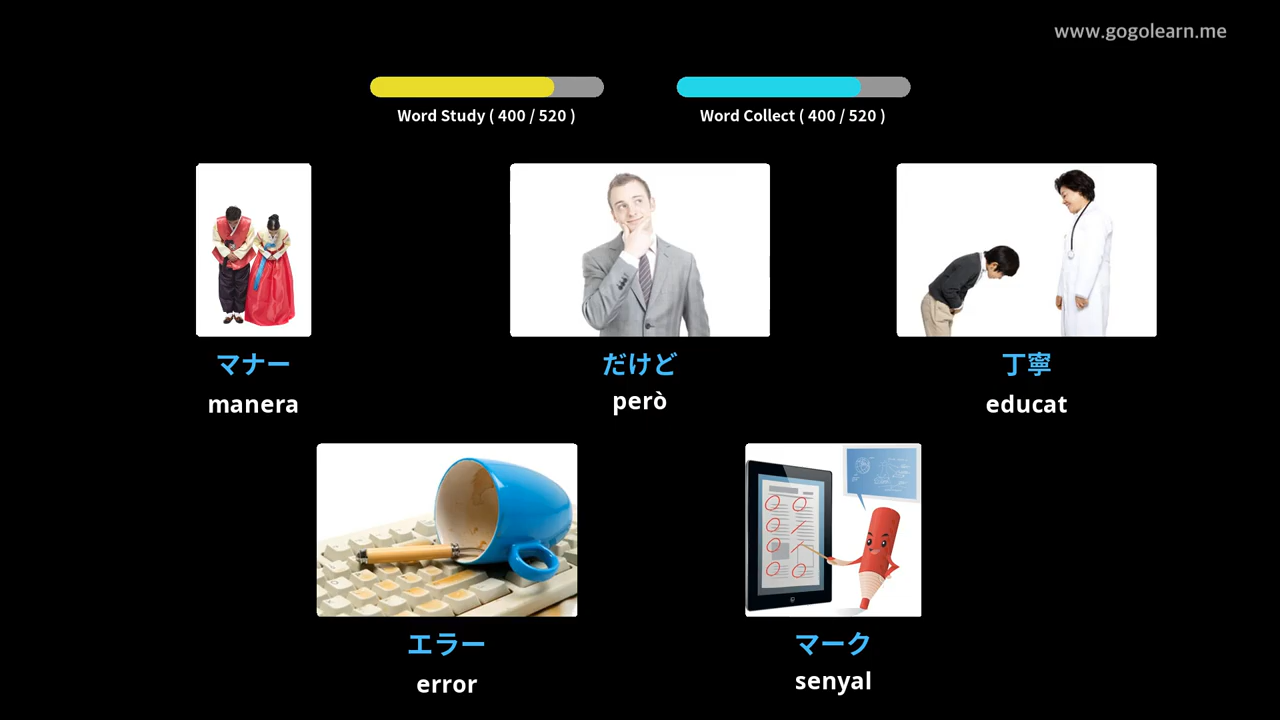 www.gogolearn.me
Word Study ( 400 / 520 )
Word Collect ( 400 / 520 )
マナー
manera
だけど
però
丁寧
educat
エラー
error
マーク
senyal